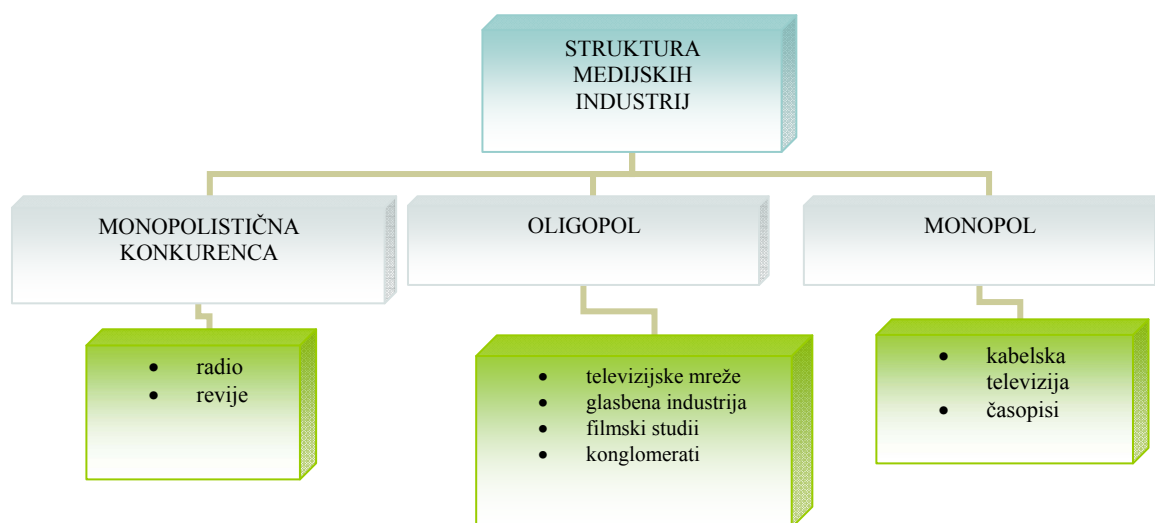 STRUKTURA
MEDIJSKIH
INDUSTRIJ
MONOPOLISTIČNA
KONKURENCA
OLIGOPOL
MONOPOL
• radio
• revije
• televizijske mreže
• glasbena industrija
• filmski studii
• konglomerati
• kabelska
televizija
• časopisi